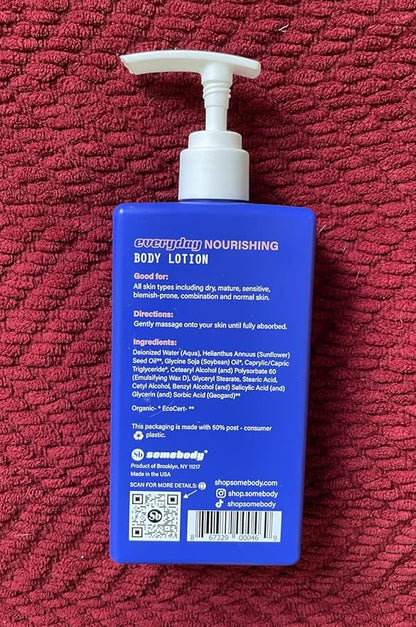 everyday NOURISHING
BODY LOTION
Good for:
All skin types including dry, mature, sensitive,
blemish-prone, combination and normal skin.
Directions:
Gently massage onto your skin until fully absorbed.
Ingredients:
Deionized Water (Aqua), Helianthus Annuus (Sunflower)
Seed Oil**, Glycine Soja (Soybean) Oil*, Caprylic/Capric
Triglyceride*, Cetearyl Alcohol (and) Polysorbate 60
(Emulsifying Wax D), Glyceryl Stearate, Stearic Acid,
Cetyl Alcohol, Benzyl Alcohol (and) Salicylic Acid (and)
Glycerin (and) Sorbic Acid (Geogard)**
Organic- * EcoCert- **
This packaging is made with 50% post - consumer
plastic.
Sb somebody®
Product of Brooklyn, NY 11217
Made in the USA
SCAN FOR MORE DETAILS:
Sb
shopsomebody.com
shop.somebody
shopsomebody
8 67329 00046 9